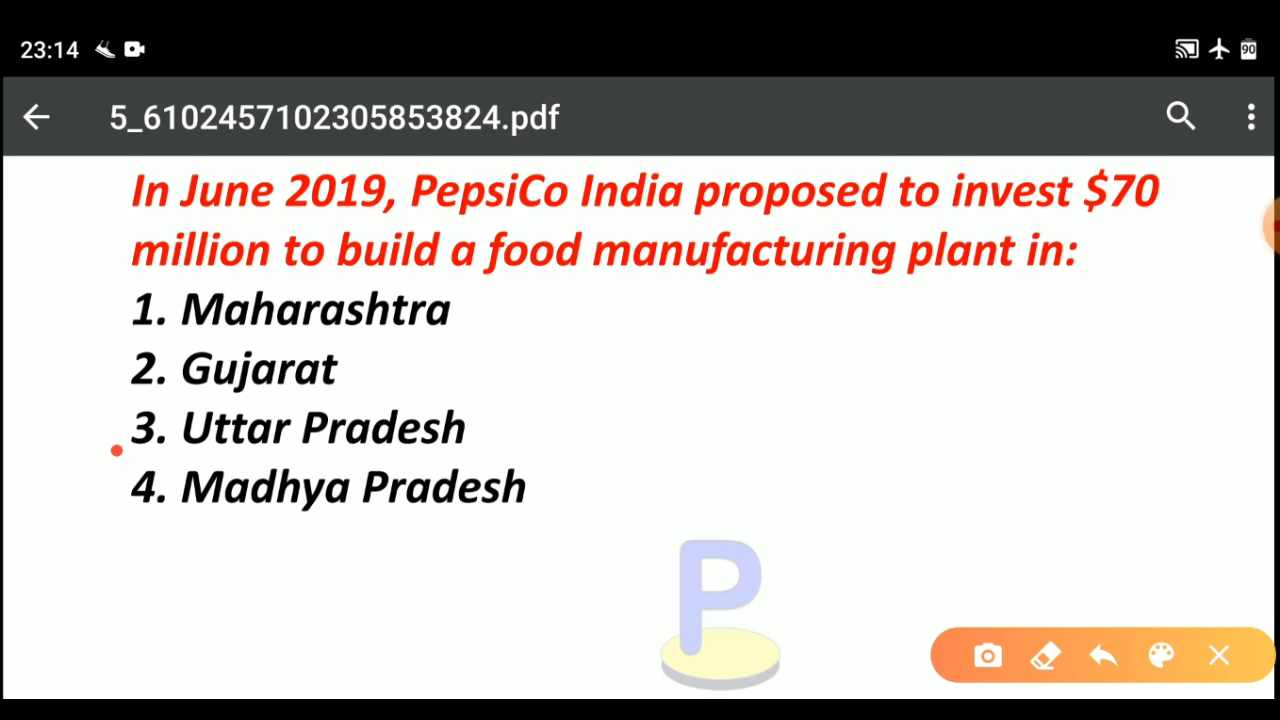 23:14
90
5_6102457102305853824.pdf
In June 2019, PepsiCo India proposed to invest $70
million to build a food manufacturing plant in:
1. Maharashtra
2. Gujarat
3. Uttar Pradesh
4. Madhya Pradesh
P